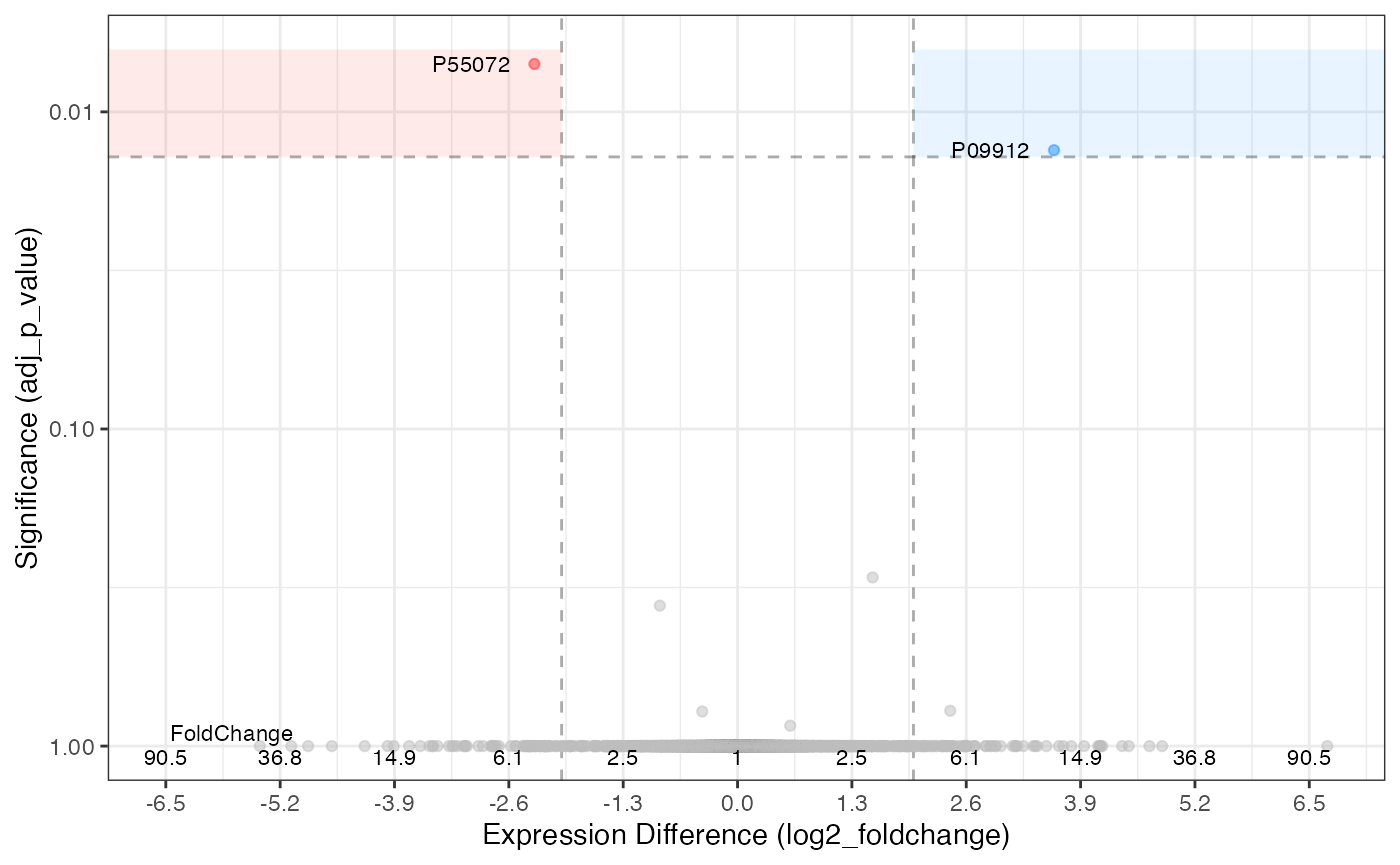 P55072
0.01
P09912
Significance (adj_p_value)
0.10
FoldChange
1.00
90.5 36.8 14.9 6.1 2.5 1 2.5 6.1 14.9 36.8 90.5
-6.5 -5.2 -3.9 -2.6 -1.3 0.0 1.3 2.6 3.9 5.2 6.5
Expression Difference (log2_foldchange)